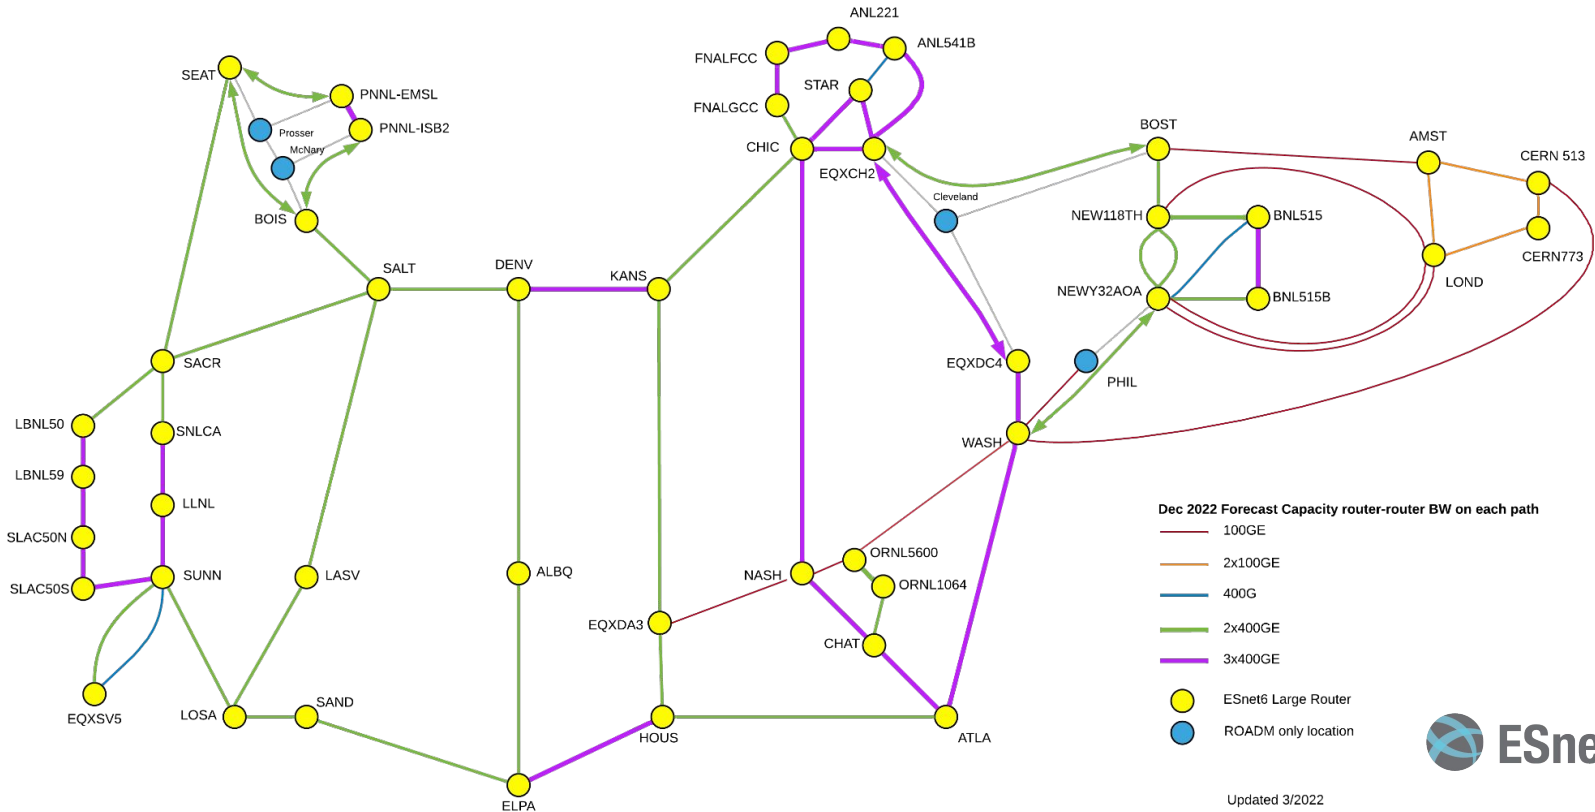 ANL221
ANL541B
FNALFCC
SEAT
STAR
PNNL-EMSL
FNALGCC
Prosser
PNNL-ISB2
BOST
AMST
McNary
CHIC
CERN 513
EQXCH2
Cleveland
BOIS
NEW118TH
BNL515
CERN773
SALT
DENV
KANS
LOND
NEWY32AOA
BNL515B
SACR
EQXDC4
PHIL
LBNL50
SNLCA
WASH
LBNL59
LLNL
SLAC50N
SUNN
SLAC50S
LASV
ALBQ
NASH
ORNL5600
ORNL1064
EQXDA3
CHAT
EQXSV5
LOSA
SAND
HOUS
ATLA
ELPA
Dec 2022 Forecast Capacity router-router BW on each path
100GE
2x100GE
400G
2x400GE
3x400GE
ESnet6 Large Router
ROADM only location
ESne
Updated 3/2022